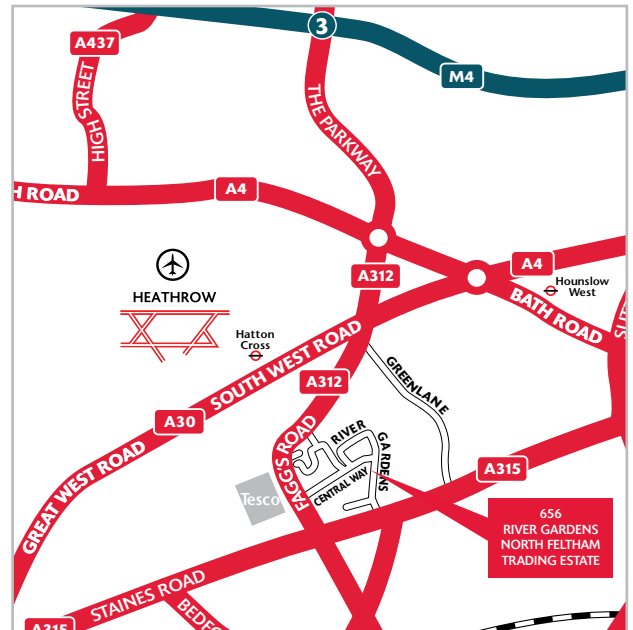 3
A437
M4
HIGH STREET
THE PARKWAY
H ROAD
A4
A312
A4
Hounslow
West
HEATHROW
BATH ROAD
Hatton
Cross
SOUTH WEST ROAD
A312
GREENLANE
A30
FAGGS ROAD
RIVER
GARDENS
GREAT WEST ROAD
CENTRAL WAY
A315
Tesco
656
RIVER GARDENS
NORTH FELTHAM
TRADING ESTATE
STAINES ROAD
BEDFO
A315